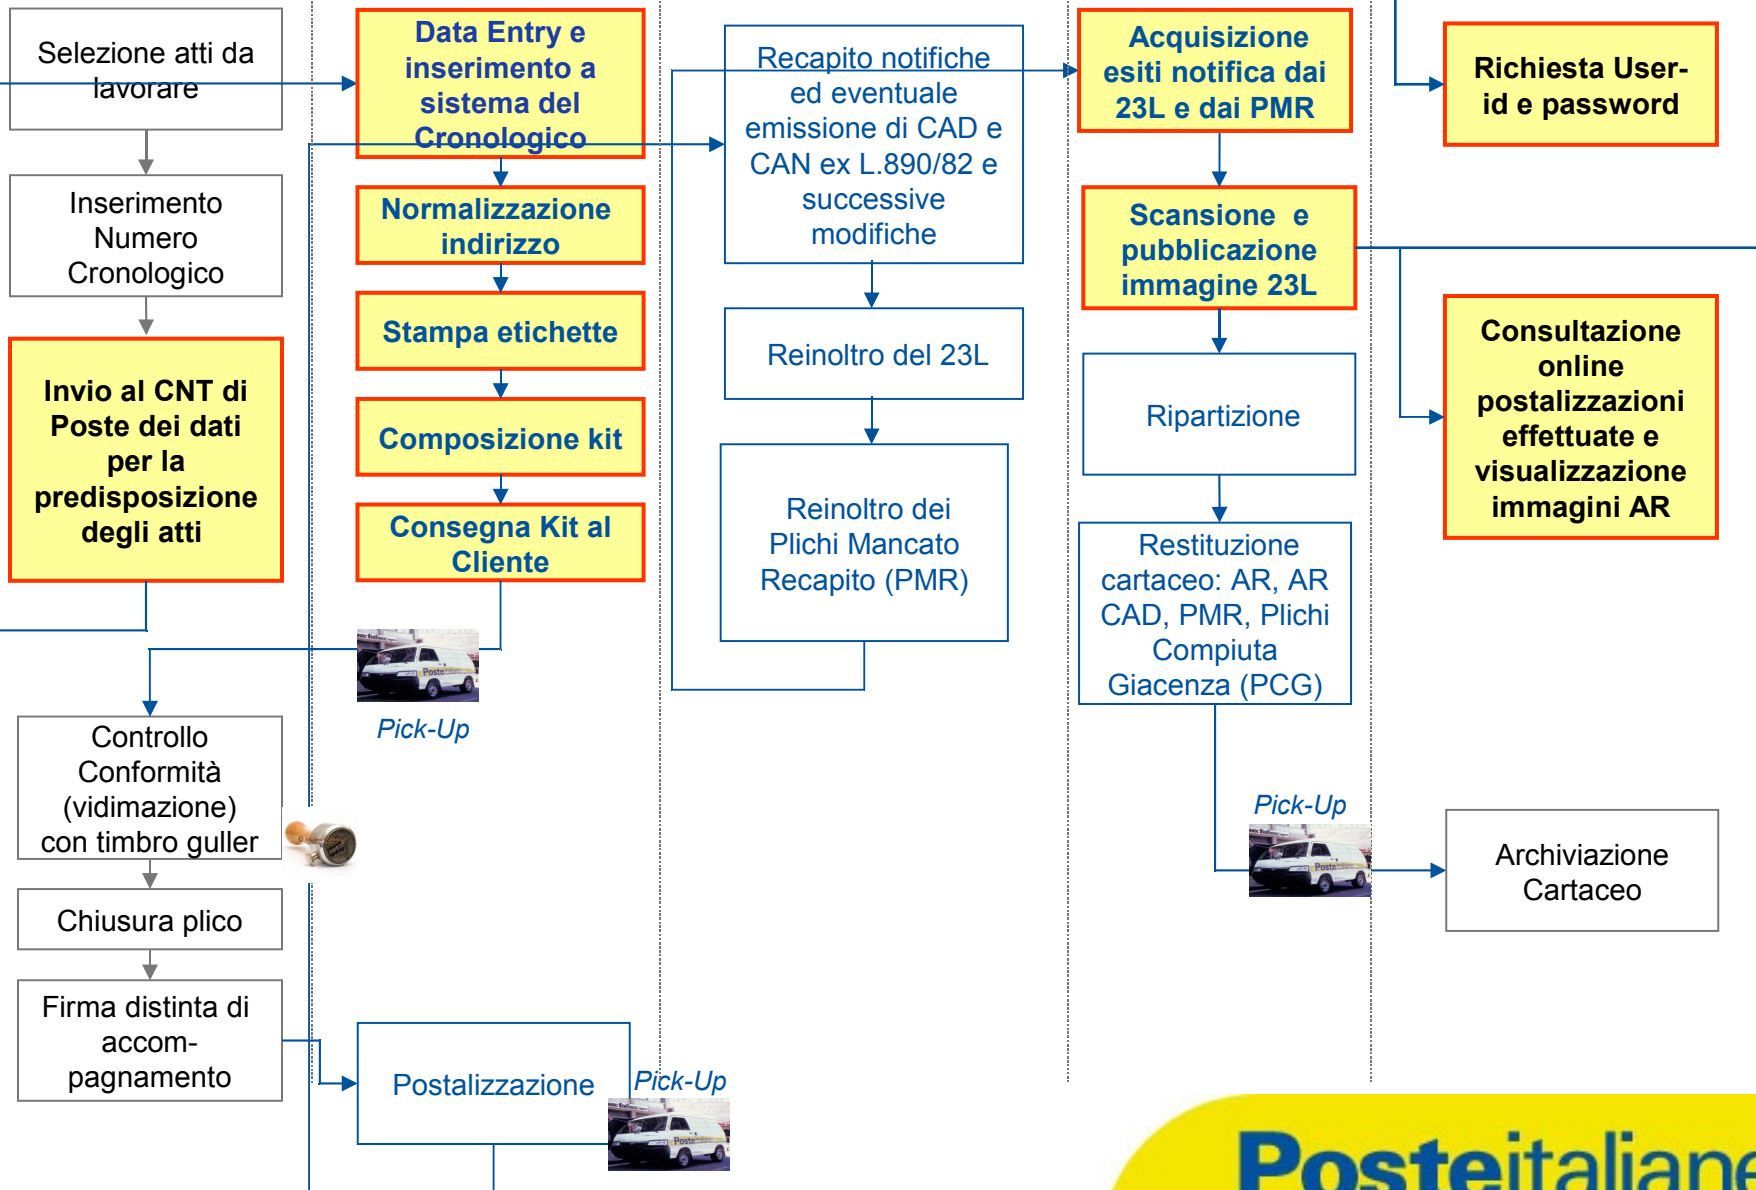 Selezione atti da
lavorare
Inserimento
Numero
Cronologico
Invio al CNT di
Poste dei dati
per la
predisposizione
degli atti
Controllo
Conformità
(vidimazione)
con timbro guller
Chiusura plico
Firma distinta di
accom-
pagnamento
Data Entry e
inserimento a
sistema del
Cronologico
Normalizzazione
indirizzo
Stampa etichette
Composizione kit
Consegna Kit al
Cliente
Posteitaliane
Pick-Up
Postalizzazione
Pick-Up
Posteitaliane
Recapito notifiche
ed eventuale
emissione di CAD e
CAN ex L.890/82 e
successive
modifiche
Reinoltro del 23L
Reinoltro dei
Plichi Mancato
Recapito (PMR)
Acquisizione
esiti notifica dai
23L e dai PMR
Scansione e
pubblicazione
immagine 23L
Ripartizione
Restituzione
cartaceo: AR, AR
CAD, PMR, Plichi
Compiuta
Giacenza (PCG)
Pick-Up
Posteitaliane
Richiesta User-
id e password
Consultazione
online
postalizzazioni
effettuate e
visualizzazione
immagini AR
Archiviazione
Cartaceo
Posteitaliane